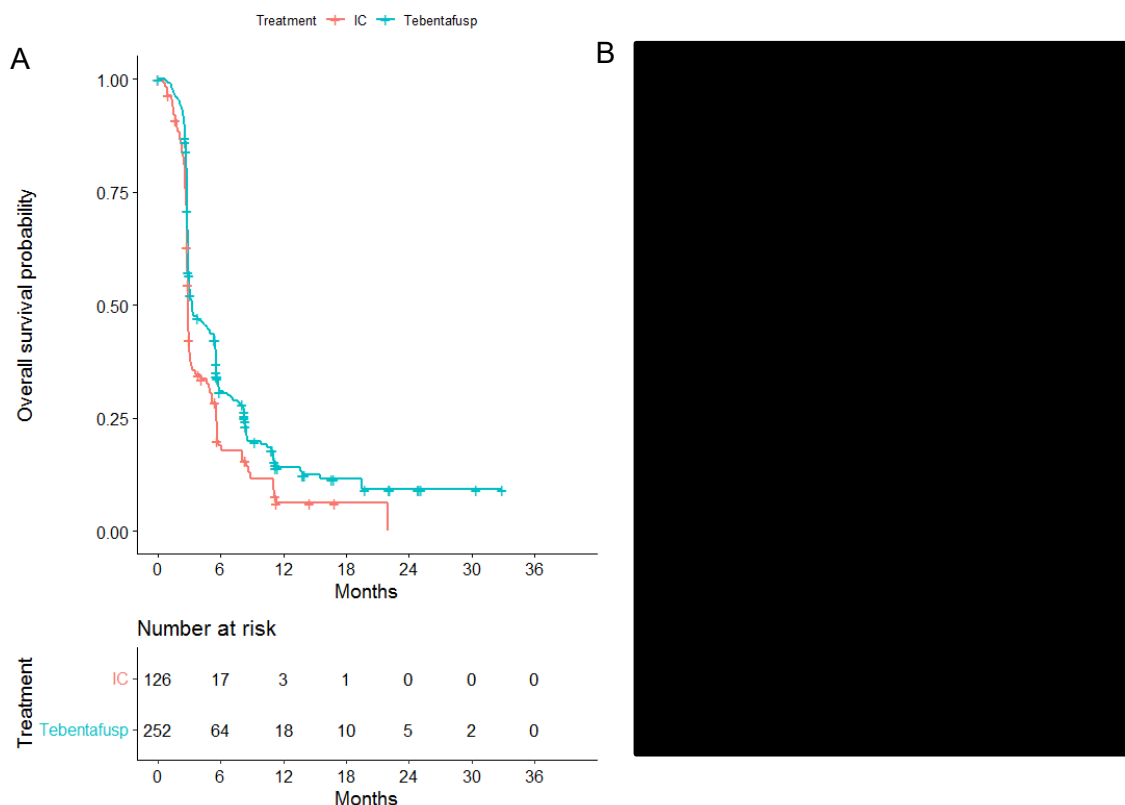 Treatment IC Tebentafusp
A
B
Overall survival probability
1.00
0.75
0.50
0.25
0.00
0 6 12 18 24 30 36
Months
Number at risk
Treatment
IC 126 17 3 1 0 0 0
Tebentafusp 252 64 18 10 5 2 0
0 6 12 18 24 30 36
Months